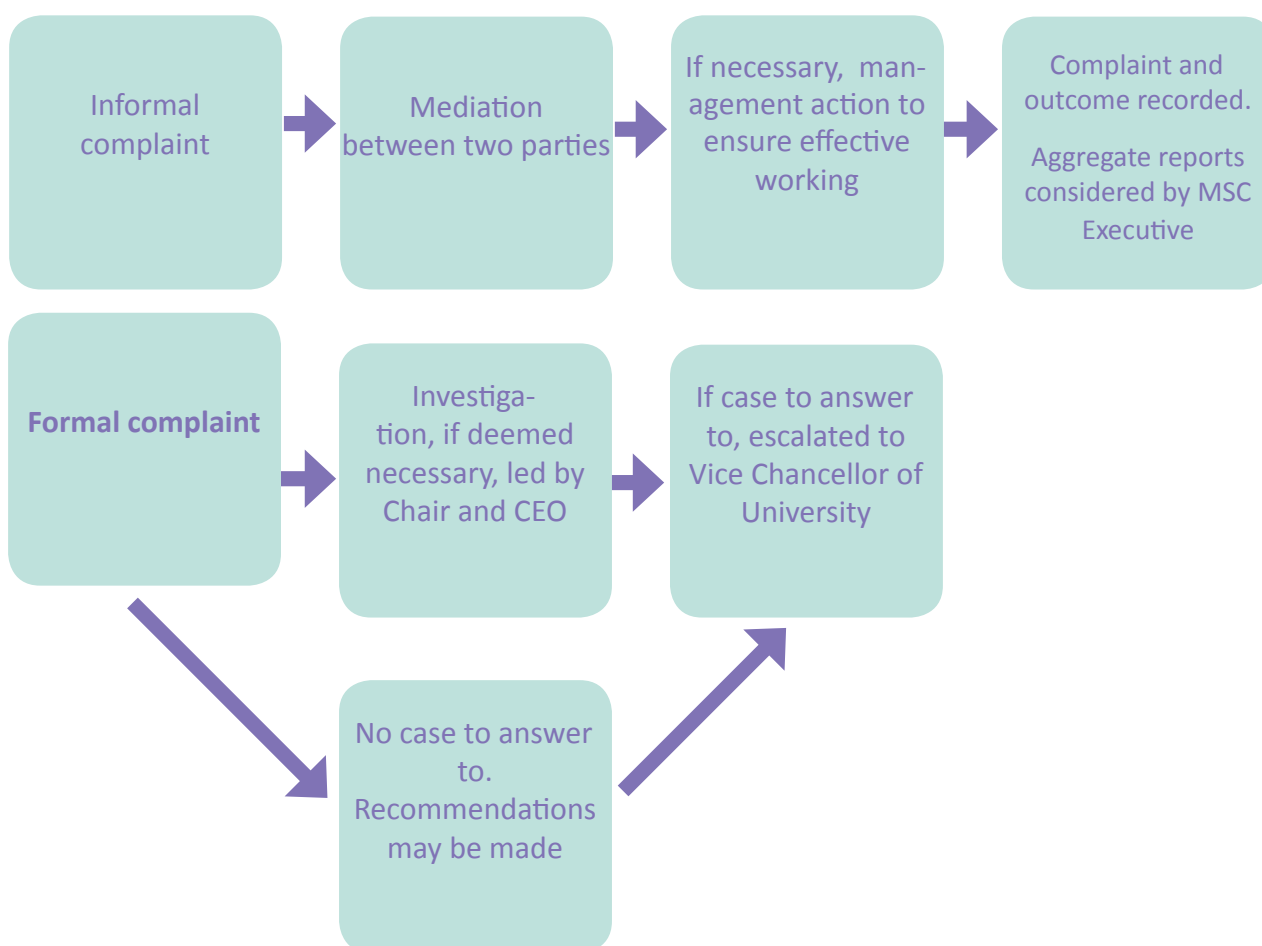 Informal
complaint
Mediation
between two parties
If necessary,  man-
agement action to
ensure effective
working
Complaint and
outcome recorded.
Aggregate reports
considered by MSC
Executive
Formal complaint
Investiga-
tion, if deemed
necessary, led by
Chair and CEO
If case to answer
to, escalated to
Vice Chancellor of
University
No case to answer
to.
Recommendations
may be made